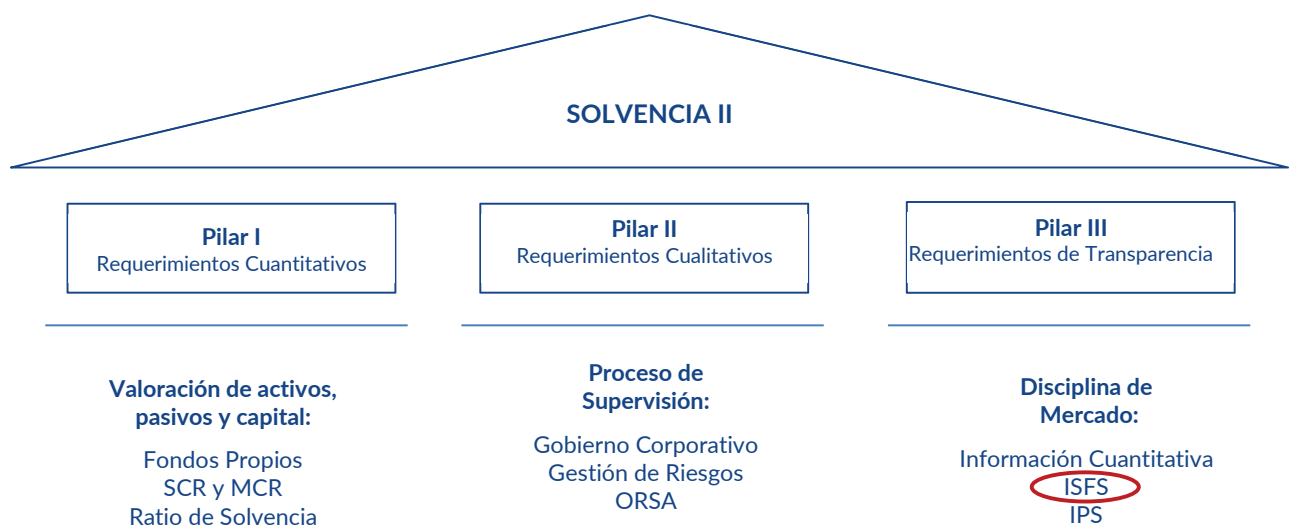 SOLVENCIA II
Pilar I
Requerimientos Cuantitativos
Pilar II
Requerimientos Cualitativos
Pilar III
Requerimientos de Transparencia
Valoración de activos,
pasivos y capital:
Fondos Propios
SCR y MCR
Ratio de Solvencia
Proceso de
Supervisión:
Gobierno Corporativo
Gestión de Riesgos
ORSA
Disciplina de
Mercado:
Información Cuantitativa
ISFS
IPS